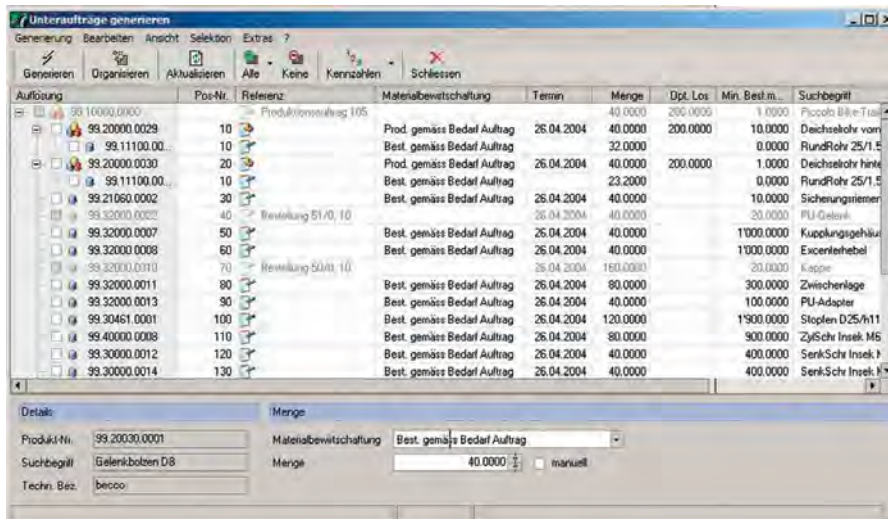 Unteraufträge generieren
Generierung Bearbeiten Ansicht Selektion Extras ?
Generieren Organisieren Aktualisieren Alle Keine Kennzahlen Schliessen
Auflösung Pos-Nr. Referenz Materialbewitschaftung Termin Menge Opt. Los Min. Best.m... Suchbegriff
99.10000.0000 Produktionsauftrag 105 40.0000 200.0000 1.0000 Piccolo Bike-Trail
99.20000.0029 10 Prod. gemäss Bedarf Auftrag 26.04.2004 40.0000 200.0000 10.0000 Deichselrohr vorn
99.11100.00... 10 Best. gemäss Bedarf Auftrag 32.0000 0.0000 RundRohr 25/1.5
99.20000.0030 20 Prod. gemäss Bedarf Auftrag 26.04.2004 40.0000 200.0000 1.0000 Deichselrohr hinte
99.11100.00... 10 Best. gemäss Bedarf Auftrag 23.2000 0.0000 RundRohr 25/1.5
99.21060.0002 30 Best. gemäss Bedarf Auftrag 26.04.2004 40.0000 10.0000 Sicherungsriemen
99.32000.0022 40 Bestellung 51/0, 10 26.04.2004 40.0000 20.0000 PU-Gelenk
99.32000.0007 50 Best. gemäss Bedarf Auftrag 26.04.2004 40.0000 1'000.0000 Kupplungsgehäus
99.32000.0008 60 Best. gemäss Bedarf Auftrag 26.04.2004 40.0000 1'000.0000 Excenterhebel
99.32000.0010 70 Bestellung 50/0, 10 26.04.2004 160.0000 20.0000 Kappe
99.32000.0011 80 Best. gemäss Bedarf Auftrag 26.04.2004 80.0000 300.0000 Zwischenlage
99.32000.0013 90 Best. gemäss Bedarf Auftrag 26.04.2004 40.0000 100.0000 PU-Adapter
99.30461.0001 100 Best. gemäss Bedarf Auftrag 26.04.2004 120.0000 1'900.0000 Stopfen D25/h11
99.40000.0008 110 Best. gemäss Bedarf Auftrag 26.04.2004 80.0000 900.0000 ZylSchr Insek M6
99.30000.0012 120 Best. gemäss Bedarf Auftrag 26.04.2004 40.0000 400.0000 SenkSchr Insek M
99.30000.0014 130 Best. gemäss Bedarf Auftrag 26.04.2004 40.0000 400.0000 SenkSchr Insek M
Details Menge
Produkt-Nr. 99.20030.0001 Materialbewitschaftung Best. gemäss Bedarf Auftrag
Suchbegriff Gelenkbolzen D8 Menge 40.0000 manuell
Techn. Bez. becco